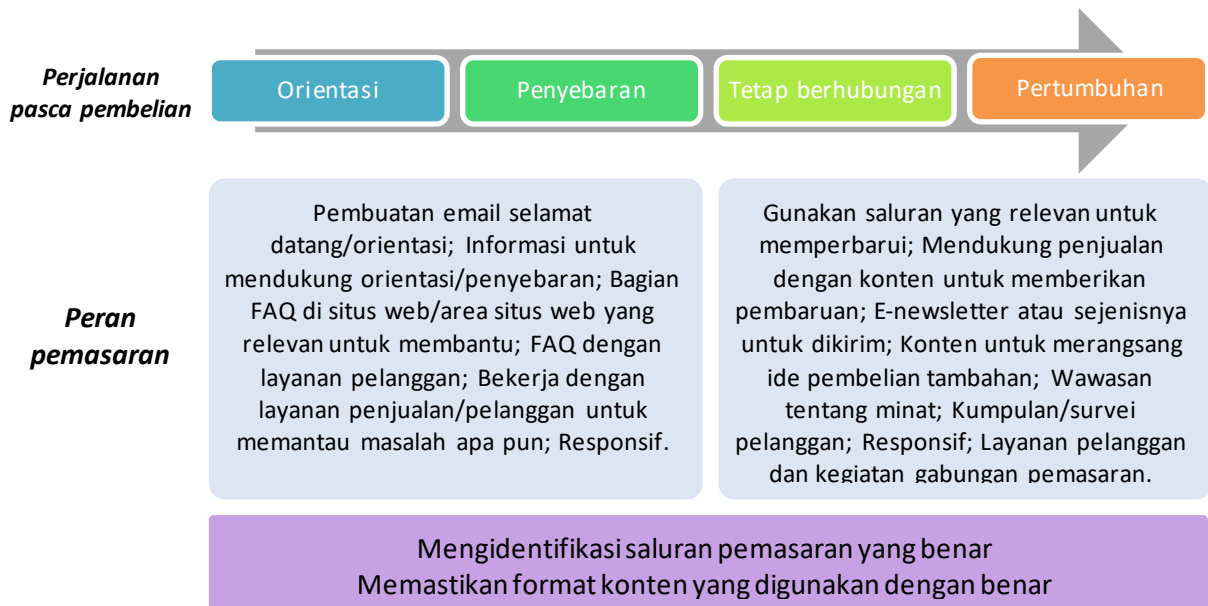 Perjalanan
pasca pembelian
Orientasi
Penyebaran
Tetap berhubungan
Pertumbuhan
Peran
pemasaran
Pembuatan email selamat
datang/orientasi; Informasi untuk
mendukung orientasi/penyebaran; Bagian
FAQ di situs web/area situs web yang
relevan untuk membantu; FAQ dengan
layanan pelanggan; Bekerja dengan
layanan penjualan/pelanggan untuk
memantau masalah apa pun; Responsif.
Gunakan saluran yang relevan untuk
memperbarui; Mendukung penjualan
dengan konten untuk memberikan
pembaruan; E-newsletter atau sejenisnya
untuk dikirim; Konten untuk merangsang
ide pembelian tambahan; Wawasan
tentang minat; Kumpulan/survei
pelanggan; Responsif; Layanan pelanggan
dan kegiatan gabungan pemasaran.
Mengidentifikasi saluran pemasaran yang benar
Memastikan format konten yang digunakan dengan benar